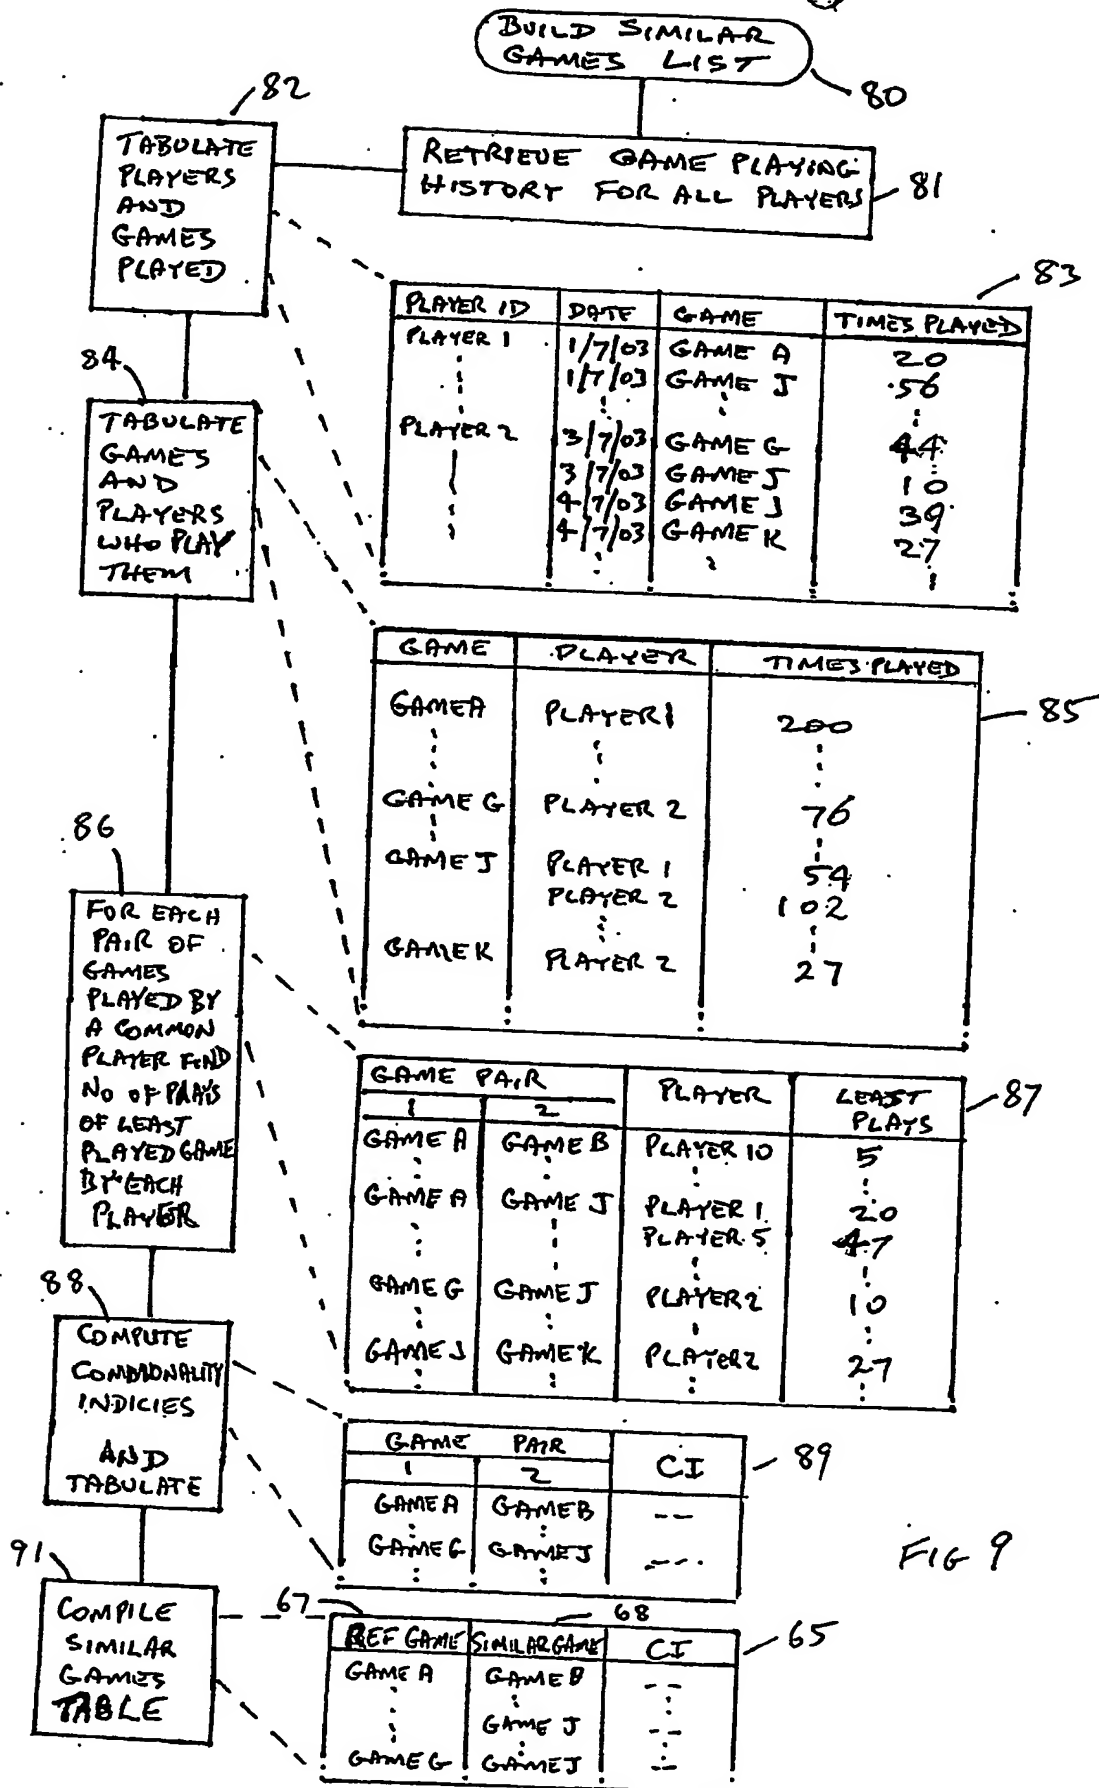 BUILD SIMILAR
GAMES LIST
80
82
TABULATE
PLAYERS
AND
GAMES
PLAYED
RETRIEVE GAME PLAYING
HISTORY FOR ALL PLAYERS
81
83
PLAYER ID DATE GAME TIMES PLAYED
PLAYER 1 1/7/03 GAME A 20
1/7/03 GAME J 56
PLAYER 2 3/7/03 GAME G 44
3/7/03 GAME J 10
4/7/03 GAME J 39
4/7/03 GAME K 27
84
TABULATE
GAMES
AND
PLAYERS
WHO PLAY
THEM
GAME PLAYER TIMES PLAYED
85
GAME A PLAYER 1 200
GAME G PLAYER 2 76
GAME J PLAYER 1 54
PLAYER 2 102
GAME K PLAYER 2 27
86
FOR EACH
PAIR OF
GAMES
PLAYED BY
A COMMON
PLAYER FIND
NO OF PLAYS
OF LEAST
PLAYED GAME
BY EACH
PLAYER
GAME PAIR PLAYER LEAST
PLAYS
1 2
87
GAME A GAME B PLAYER 10 5
GAME A GAME J PLAYER 1 20
PLAYER 5 47
GAME G GAME J PLAYER 2 10
GAME J GAME K PLAYER 2 27
88
COMPUTE
COMMONALITY
INDICIES
AND
TABULATE
GAME PAIR CI
1 2
89
GAME A GAME B --
GAME G GAME J ---
FIG 9
91
COMPILE
SIMILAR
GAMES
TABLE
67 68
REF GAME SIMILAR GAME CI
65
GAME A GAME B --
GAME J --
GAME G GAME J --